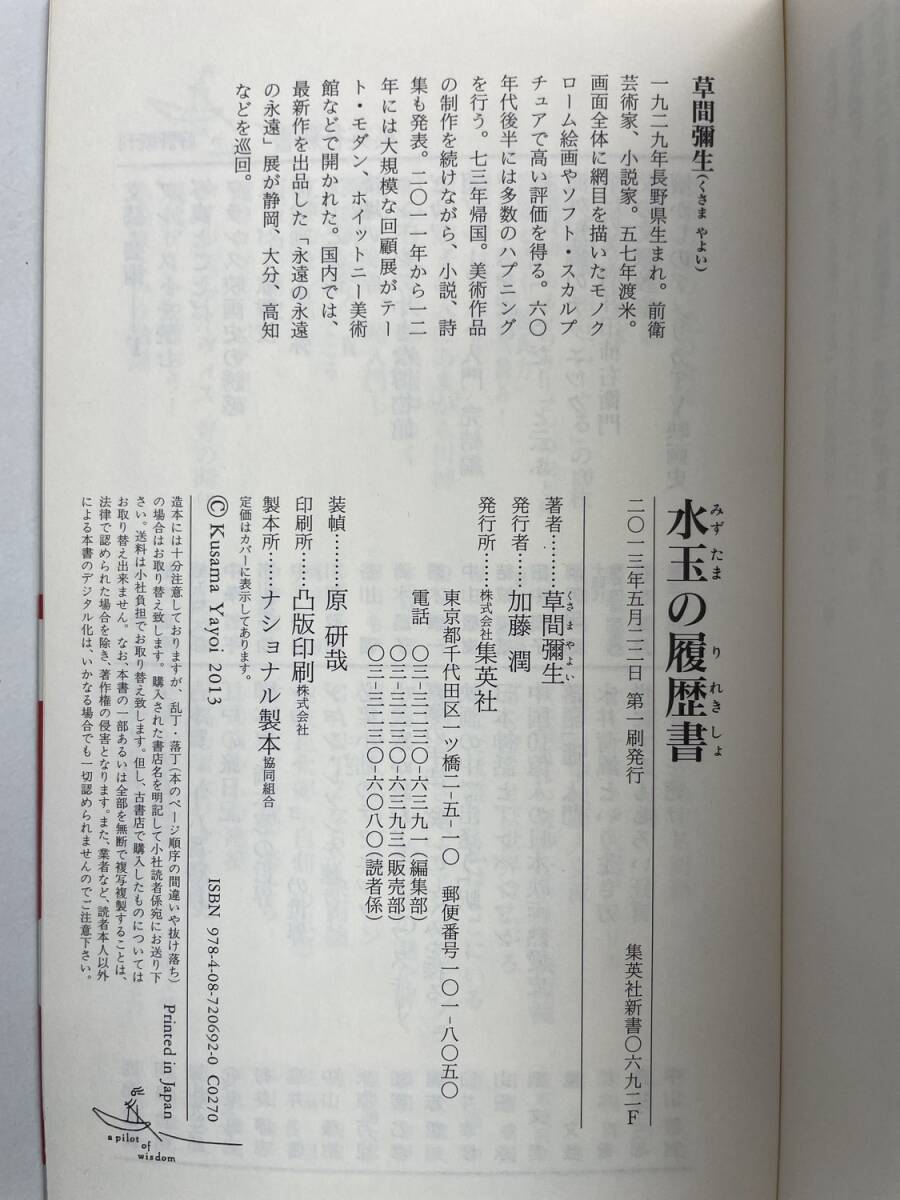 草間彌生(くさま やよい)
一九二九年長野県生まれ。前衛
芸術家、小説家。五七年渡米。
画面全体に網目を描いたモノク
ローム絵画やソフト・スカルプ
チュアで高い評価を得る。六〇
年代後半には多数のハプニング
を行う。七三年帰国。美術作品
の制作を続けながら、小説、詩
集も発表。二〇一一年から一二
年には大規模な回顧展がテー
ト・モダン、ホイットニー美術
館などで開かれた。国内では、
最新作を出品した「永遠の永遠
の永遠」展が静岡、大分、高知
などを巡回。
水玉の履歴書
みずたま りれきしょ
二〇一三年五月二二日 第一刷発行
集英社新書〇六九二F
著者……草間彌生
くさまやよい
発行者……加藤 潤
発行所……株式会社集英社
東京都千代田区一ツ橋二-五-一〇 郵便番号一〇一-八〇五〇
電話 〇三-三二三〇-六三九一(編集部)
〇三-三二三〇-六三九三(販売部)
〇三-三二三〇-六〇八〇(読者係)
装幀……原 研哉
印刷所……凸版印刷株式会社
製本所……ナショナル製本協同組合
定価はカバーに表示してあります。
© Kusama Yayoi 2013
ISBN 978-4-08-720692-0 C0270
造本には十分注意しておりますが、乱丁・落丁(本のページ順序の間違いや抜け落ち)
の場合はお取り替え致します。購入された書店名を明記して小社読者係宛にお送り下
さい。送料は小社負担でお取り替え致します。但し、古書店で購入したものについては
お取り替え出来ません。なお、本書の一部あるいは全部を無断で複写複製することは、
法律で認められた場合を除き、著作権の侵害となります。また、業者など、読者本人以外
による本書のデジタル化は、いかなる場合でも一切認められませんのでご注意下さい。
Printed in Japan
a pilot
of
wisdom